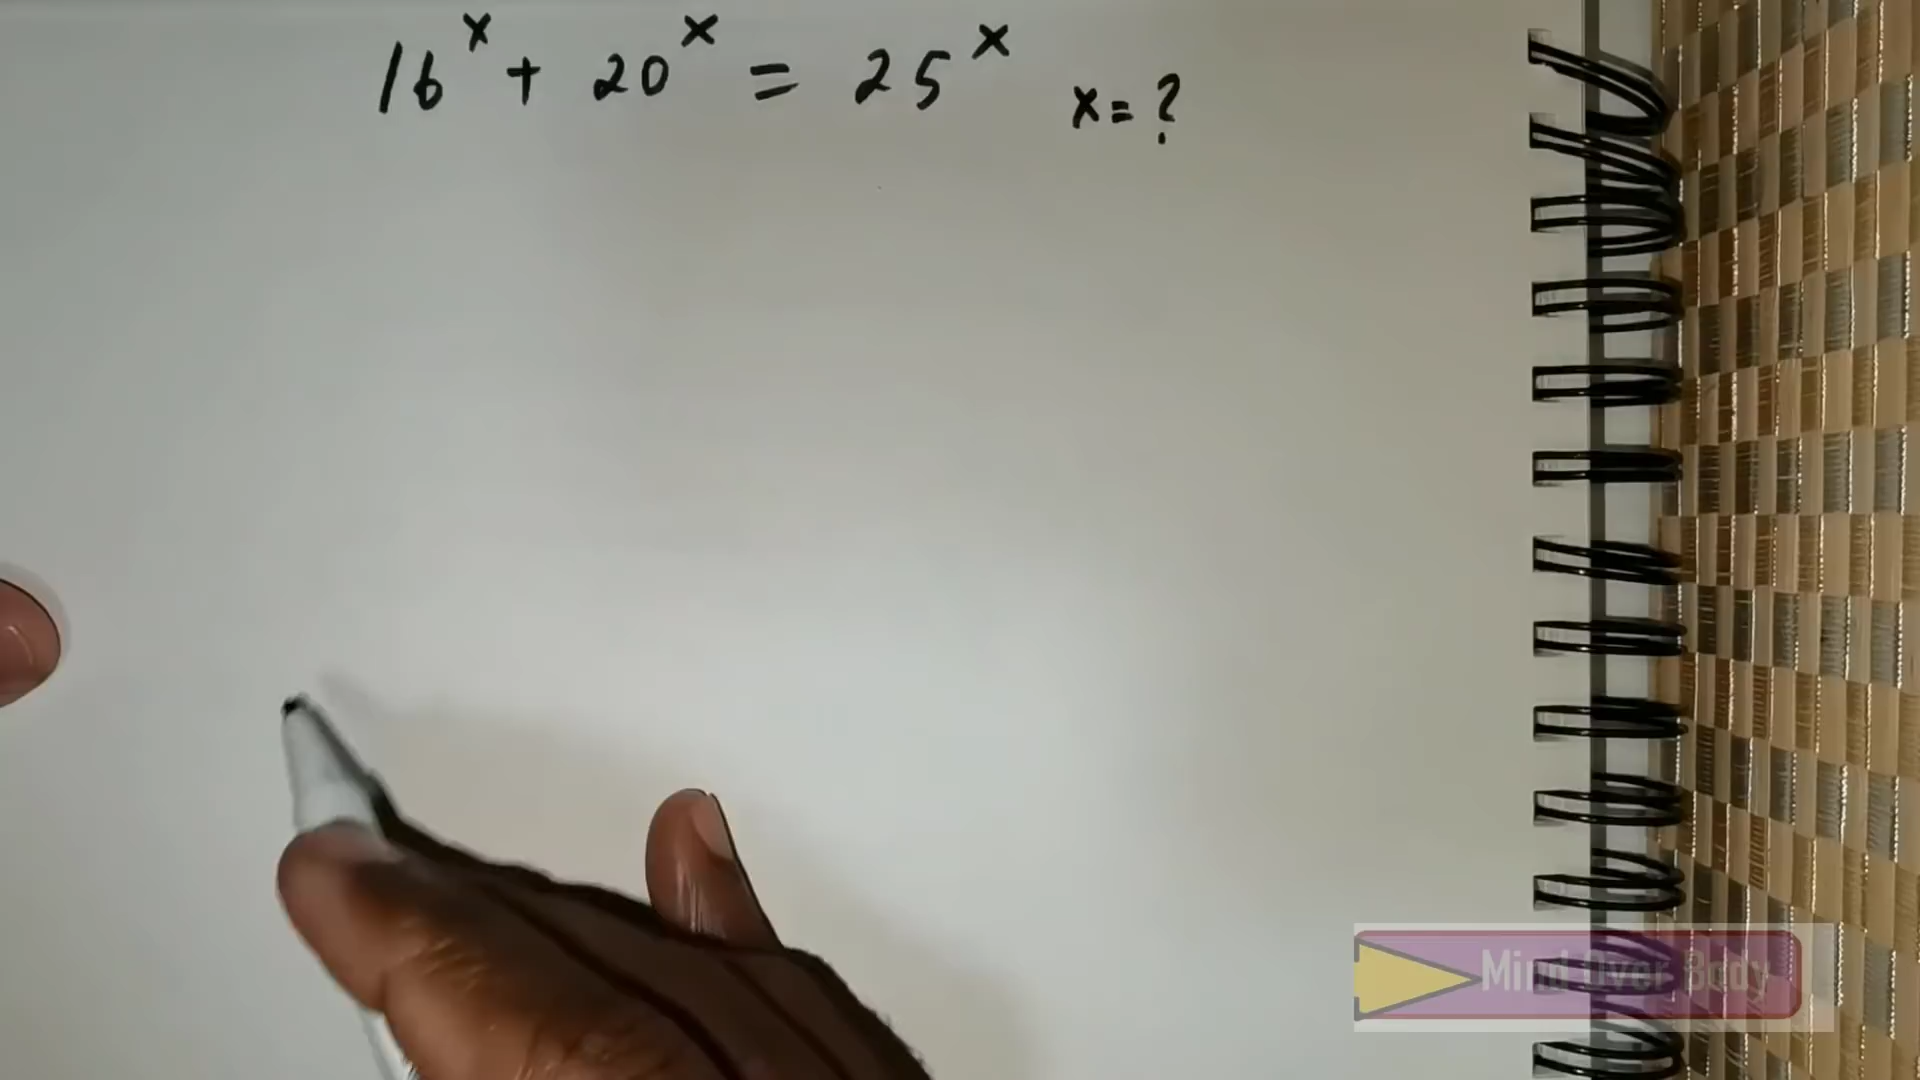 16^x + 20^x = 25^x x = ?
Mind Over Body